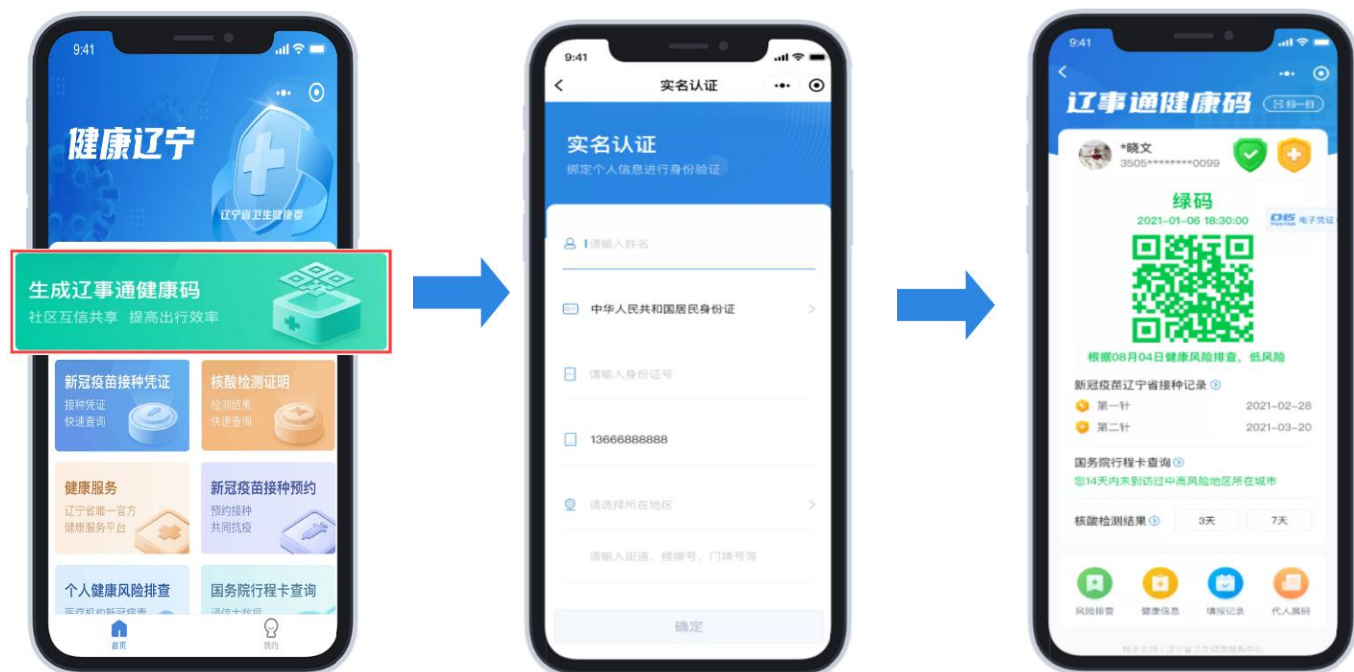 9:41
健康辽宁
辽宁省卫生健康委
生成辽事通健康码
社区互信共享 提高出行效率
新冠疫苗接种凭证
接种凭证
快速查询
核酸检测证明
检测结果
快速查询
健康服务
辽宁省唯一官方
健康服务平台
新冠疫苗接种预约
预约接种
共同抗疫
个人健康风险排查
国务院行程卡查询
首页
我的
9:41
实名认证
实名认证
绑定个人信息进行身份验证
请输入姓名
中华人民共和国居民身份证
请输入身份证号
13666888888
请选择所在地区
请输入街道、楼牌号、门牌号等
确定
9:41
辽事通健康码
扫一扫
*晓文
3505********0099
绿码
2021-01-06 18:30:00
CHS 电子凭证
根据08月04日健康风险排查,低风险
新冠疫苗辽宁省接种记录
第一针 2021-02-28
第二针 2021-03-20
国务院行程卡查询
您14天内未到访过中高风险地区所在城市
核酸检测结果 3天 7天
风险排查 健康信息 填报记录 代人展码